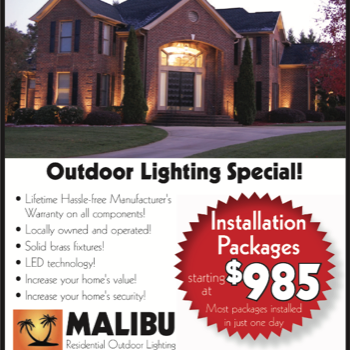 Outdoor Lighting Special!
• Lifetime Hassle-free Manufacturer's
Warranty on all components!
• Locally owned and operated!
• Solid brass fixtures!
• LED technology!
• Increase your home's value!
• Increase your home's security!
Installation
Packages
starting
at
$985
Most packages installed
in just one day
MALIBU
Residential Outdoor Lighting